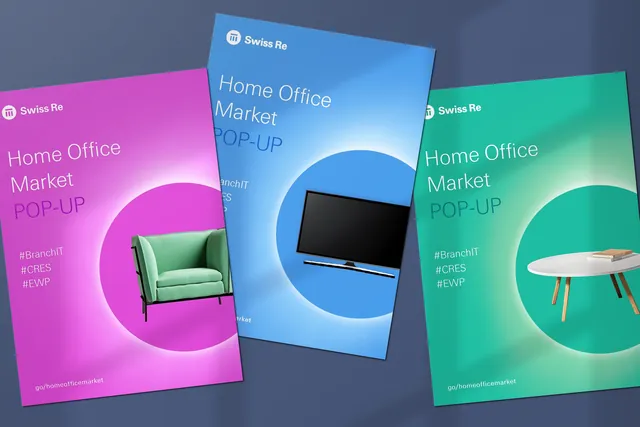 Swiss Re
Home Office
Market
POP-UP
#BranchIT
#CRES
#EWP
go/homeofficemarket
Swiss Re
Home Office
Market
POP-UP
Swiss Re
Home Office
Market
POP-UP
#BranchIT
#CRES
#EWP
go/homeofficemarket